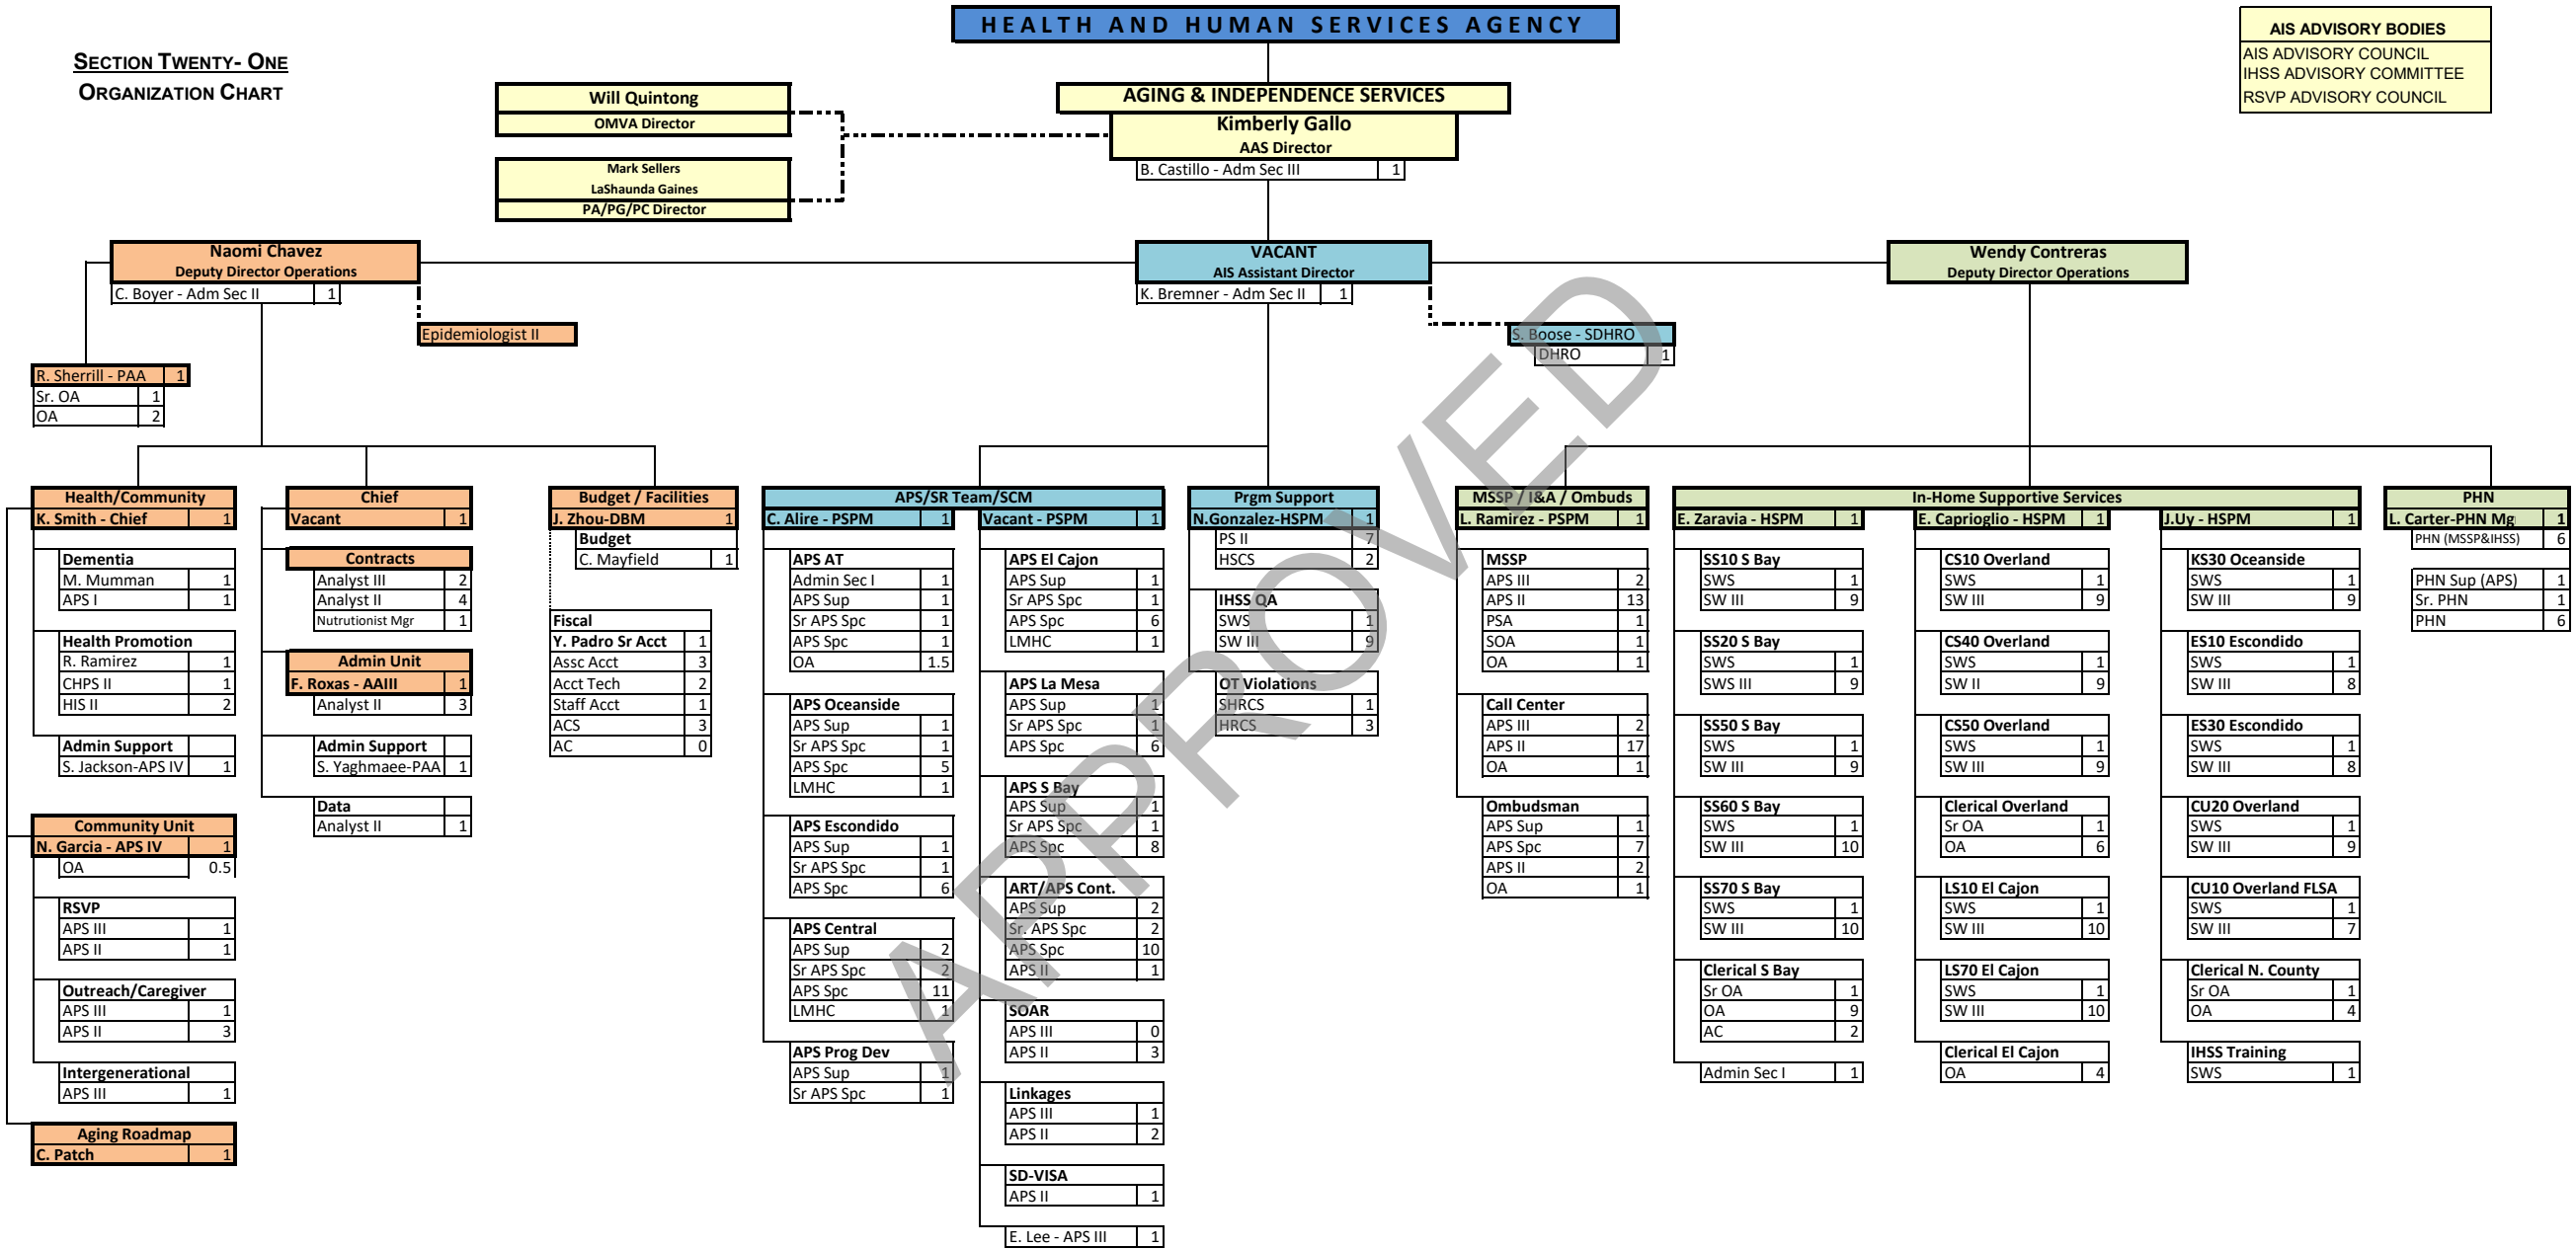 HEALTH AND HUMAN SERVICES AGENCY
SECTION TWENTY- ONE
ORGANIZATION CHART
AIS ADVISORY BODIES
AIS ADVISORY COUNCIL
IHSS ADVISORY COMMITTEE
RSVP ADVISORY COUNCIL
Will Quintong
OMVA Director
Mark Sellers
LaShaunda Gaines
PA/PG/PC Director
AGING & INDEPENDENCE SERVICES
Kimberly Gallo
AAS Director
B. Castillo - Adm Sec III 1
Naomi Chavez
Deputy Director Operations
C. Boyer - Adm Sec II 1
VACANT
AIS Assistant Director
K. Bremner - Adm Sec II 1
Wendy Contreras
Deputy Director Operations
Epidemiologist II
S. Boose - SDHRO
DHRO 1
R. Sherrill - PAA 1
Sr. OA 1
OA 2
Health/Community
K. Smith - Chief 1
Dementia
M. Mumman 1
APS I 1
Health Promotion
R. Ramirez 1
CHPS II 1
HIS II 2
Admin Support
S. Jackson-APS IV 1
Community Unit
N. Garcia - APS IV 1
OA 0.5
RSVP
APS III 1
APS II 1
Outreach/Caregiver
APS III 1
APS II 3
Intergenerational
APS III 1
Aging Roadmap
C. Patch 1
Chief
Vacant 1
Contracts
Analyst III 2
Analyst II 4
Nutrutionist Mgr 1
Admin Unit
F. Roxas - AAIII 1
Analyst II 3
Admin Support
S. Yaghmaee-PAA 1
Data
Analyst II 1
Budget / Facilities
J. Zhou-DBM 1
Budget
C. Mayfield 1
Fiscal
Y. Padro Sr Acct 1
Assc Acct 3
Acct Tech 2
Staff Acct 1
ACS 3
AC 0
APS/SR Team/SCM
C. Alire - PSPM 1
APS AT
Admin Sec I 1
APS Sup 1
Sr APS Spc 1
APS Spc 1
OA 1.5
APS Oceanside
APS Sup 1
Sr APS Spc 1
APS Spc 5
LMHC 1
APS Escondido
APS Sup 1
Sr APS Spc 1
APS Spc 6
APS Central
APS Sup 2
Sr APS Spc 2
APS Spc 11
LMHC 1
APS Prog Dev
APS Sup 1
Sr APS Spc 1
Vacant - PSPM 1
APS El Cajon
APS Sup 1
Sr APS Spc 1
APS Spc 6
LMHC 1
APS La Mesa
APS Sup 1
Sr APS Spc 1
APS Spc 6
APS S Bay
APS Sup 1
Sr APS Spc 1
APS Spc 8
ART/APS Cont.
APS Sup 2
Sr. APS Spc 2
APS Spc 10
APS II 1
SOAR
APS III 0
APS II 3
Linkages
APS III 1
APS II 2
SD-VISA
APS II 1
E. Lee - APS III 1
Prgm Support
N.Gonzalez-HSPM 1
PS II 7
HSCS 2
IHSS QA
SWS 1
SW III 9
OT Violations
SHRCS 1
HRCS 3
MSSP / I&A / Ombuds
L. Ramirez - PSPM 1
MSSP
APS III 2
APS II 13
PSA 1
SOA 1
OA 1
Call Center
APS III 2
APS II 17
OA 1
Ombudsman
APS Sup 1
APS Spc 7
APS II 2
OA 1
In-Home Supportive Services
E. Zaravia - HSPM 1
SS10 S Bay
SWS 1
SW III 9
SS20 S Bay
SWS 1
SWS III 9
SS50 S Bay
SWS 1
SW III 9
SS60 S Bay
SWS 1
SW III 10
SS70 S Bay
SWS 1
SW III 10
Clerical S Bay
Sr OA 1
OA 9
AC 2
Admin Sec I 1
E. Caprioglio - HSPM 1
CS10 Overland
SWS 1
SW III 9
CS40 Overland
SWS 1
SW II 9
CS50 Overland
SWS 1
SW III 9
Clerical Overland
Sr OA 1
OA 6
LS10 El Cajon
SWS 1
SW III 10
LS70 El Cajon
SWS 1
SW III 10
Clerical El Cajon
OA 4
J.Uy - HSPM 1
KS30 Oceanside
SWS 1
SW III 9
ES10 Escondido
SWS 1
SW III 8
ES30 Escondido
SWS 1
SW III 8
CU20 Overland
SWS 1
SW III 9
CU10 Overland FLSA
SWS 1
SW III 7
Clerical N. County
Sr OA 1
OA 4
IHSS Training
SWS 1
PHN
L. Carter-PHN Mg 1
PHN (MSSP&IHSS) 6
PHN Sup (APS) 1
Sr. PHN 1
PHN 6
APPROVED